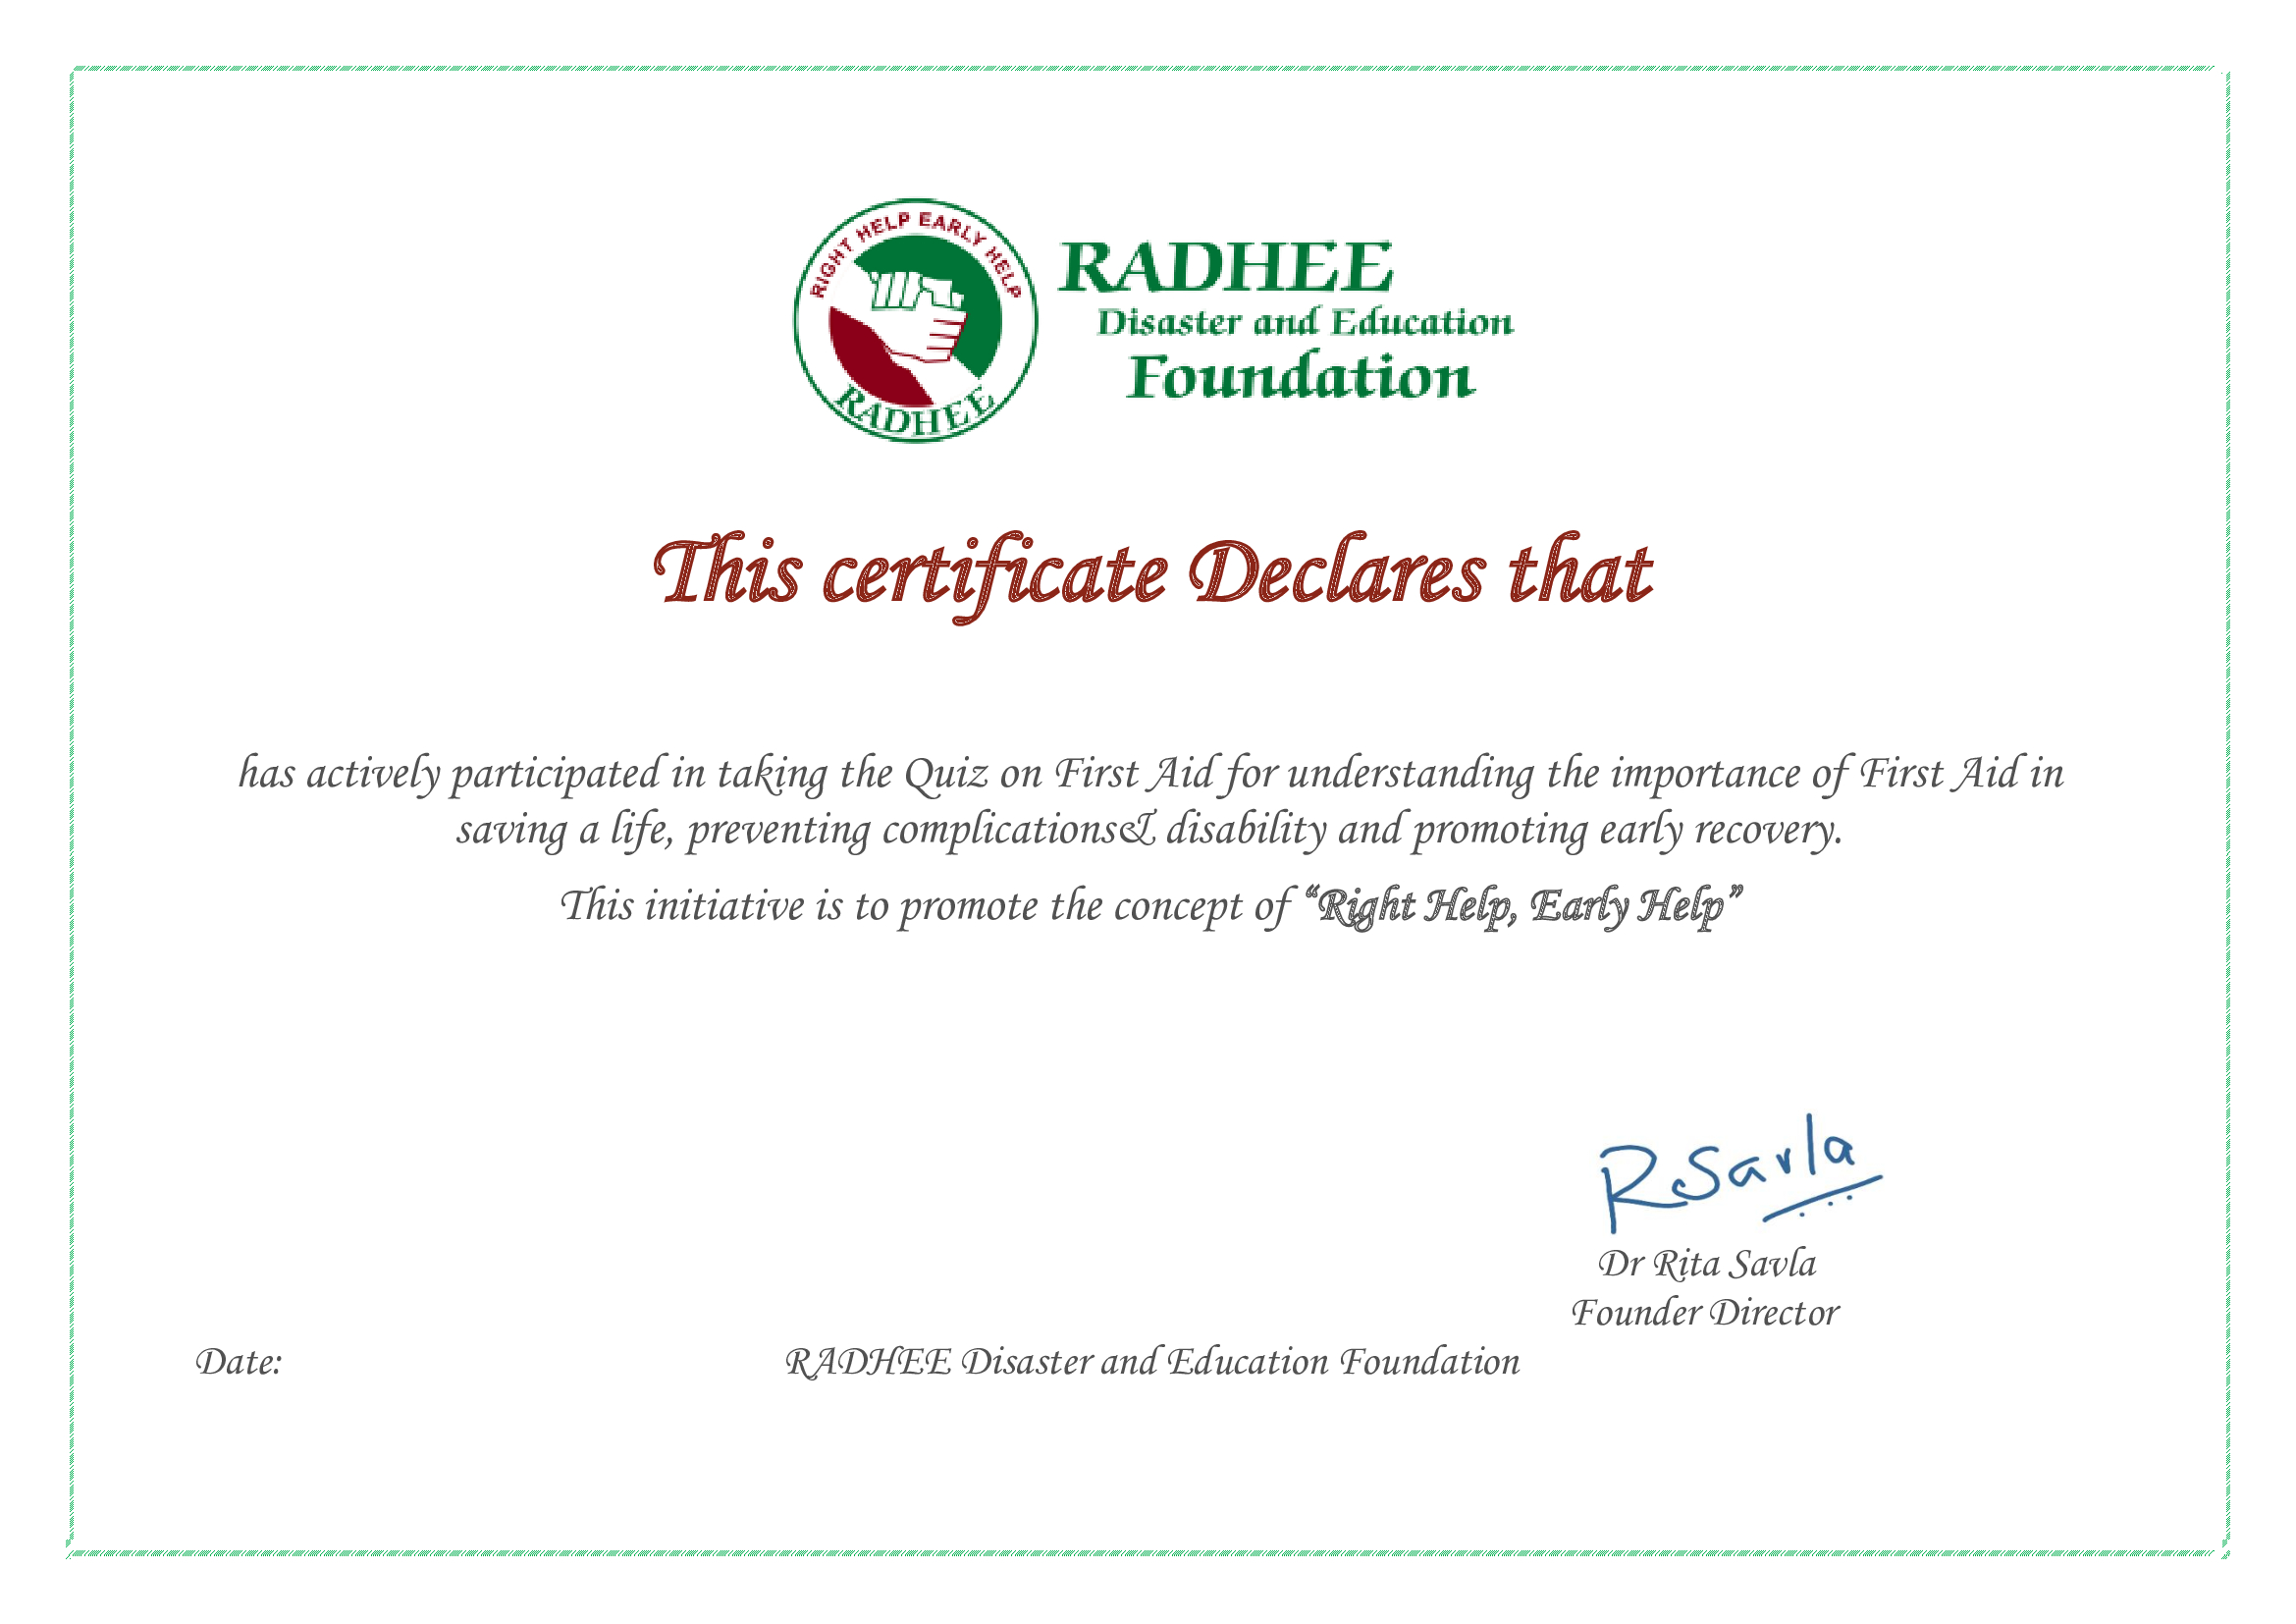 RIGHT HELP EARLY HELP
RADHEE
RADHEE
Disaster and Education
Foundation
This certificate Declares that
has actively participated in taking the Quiz on First Aid for understanding the importance of First Aid in
saving a life, preventing complications& disability and promoting early recovery.
This initiative is to promote the concept of “Right Help, Early Help”
RSavla
Dr Rita Savla
Founder Director
Date:
RADHEE Disaster and Education Foundation